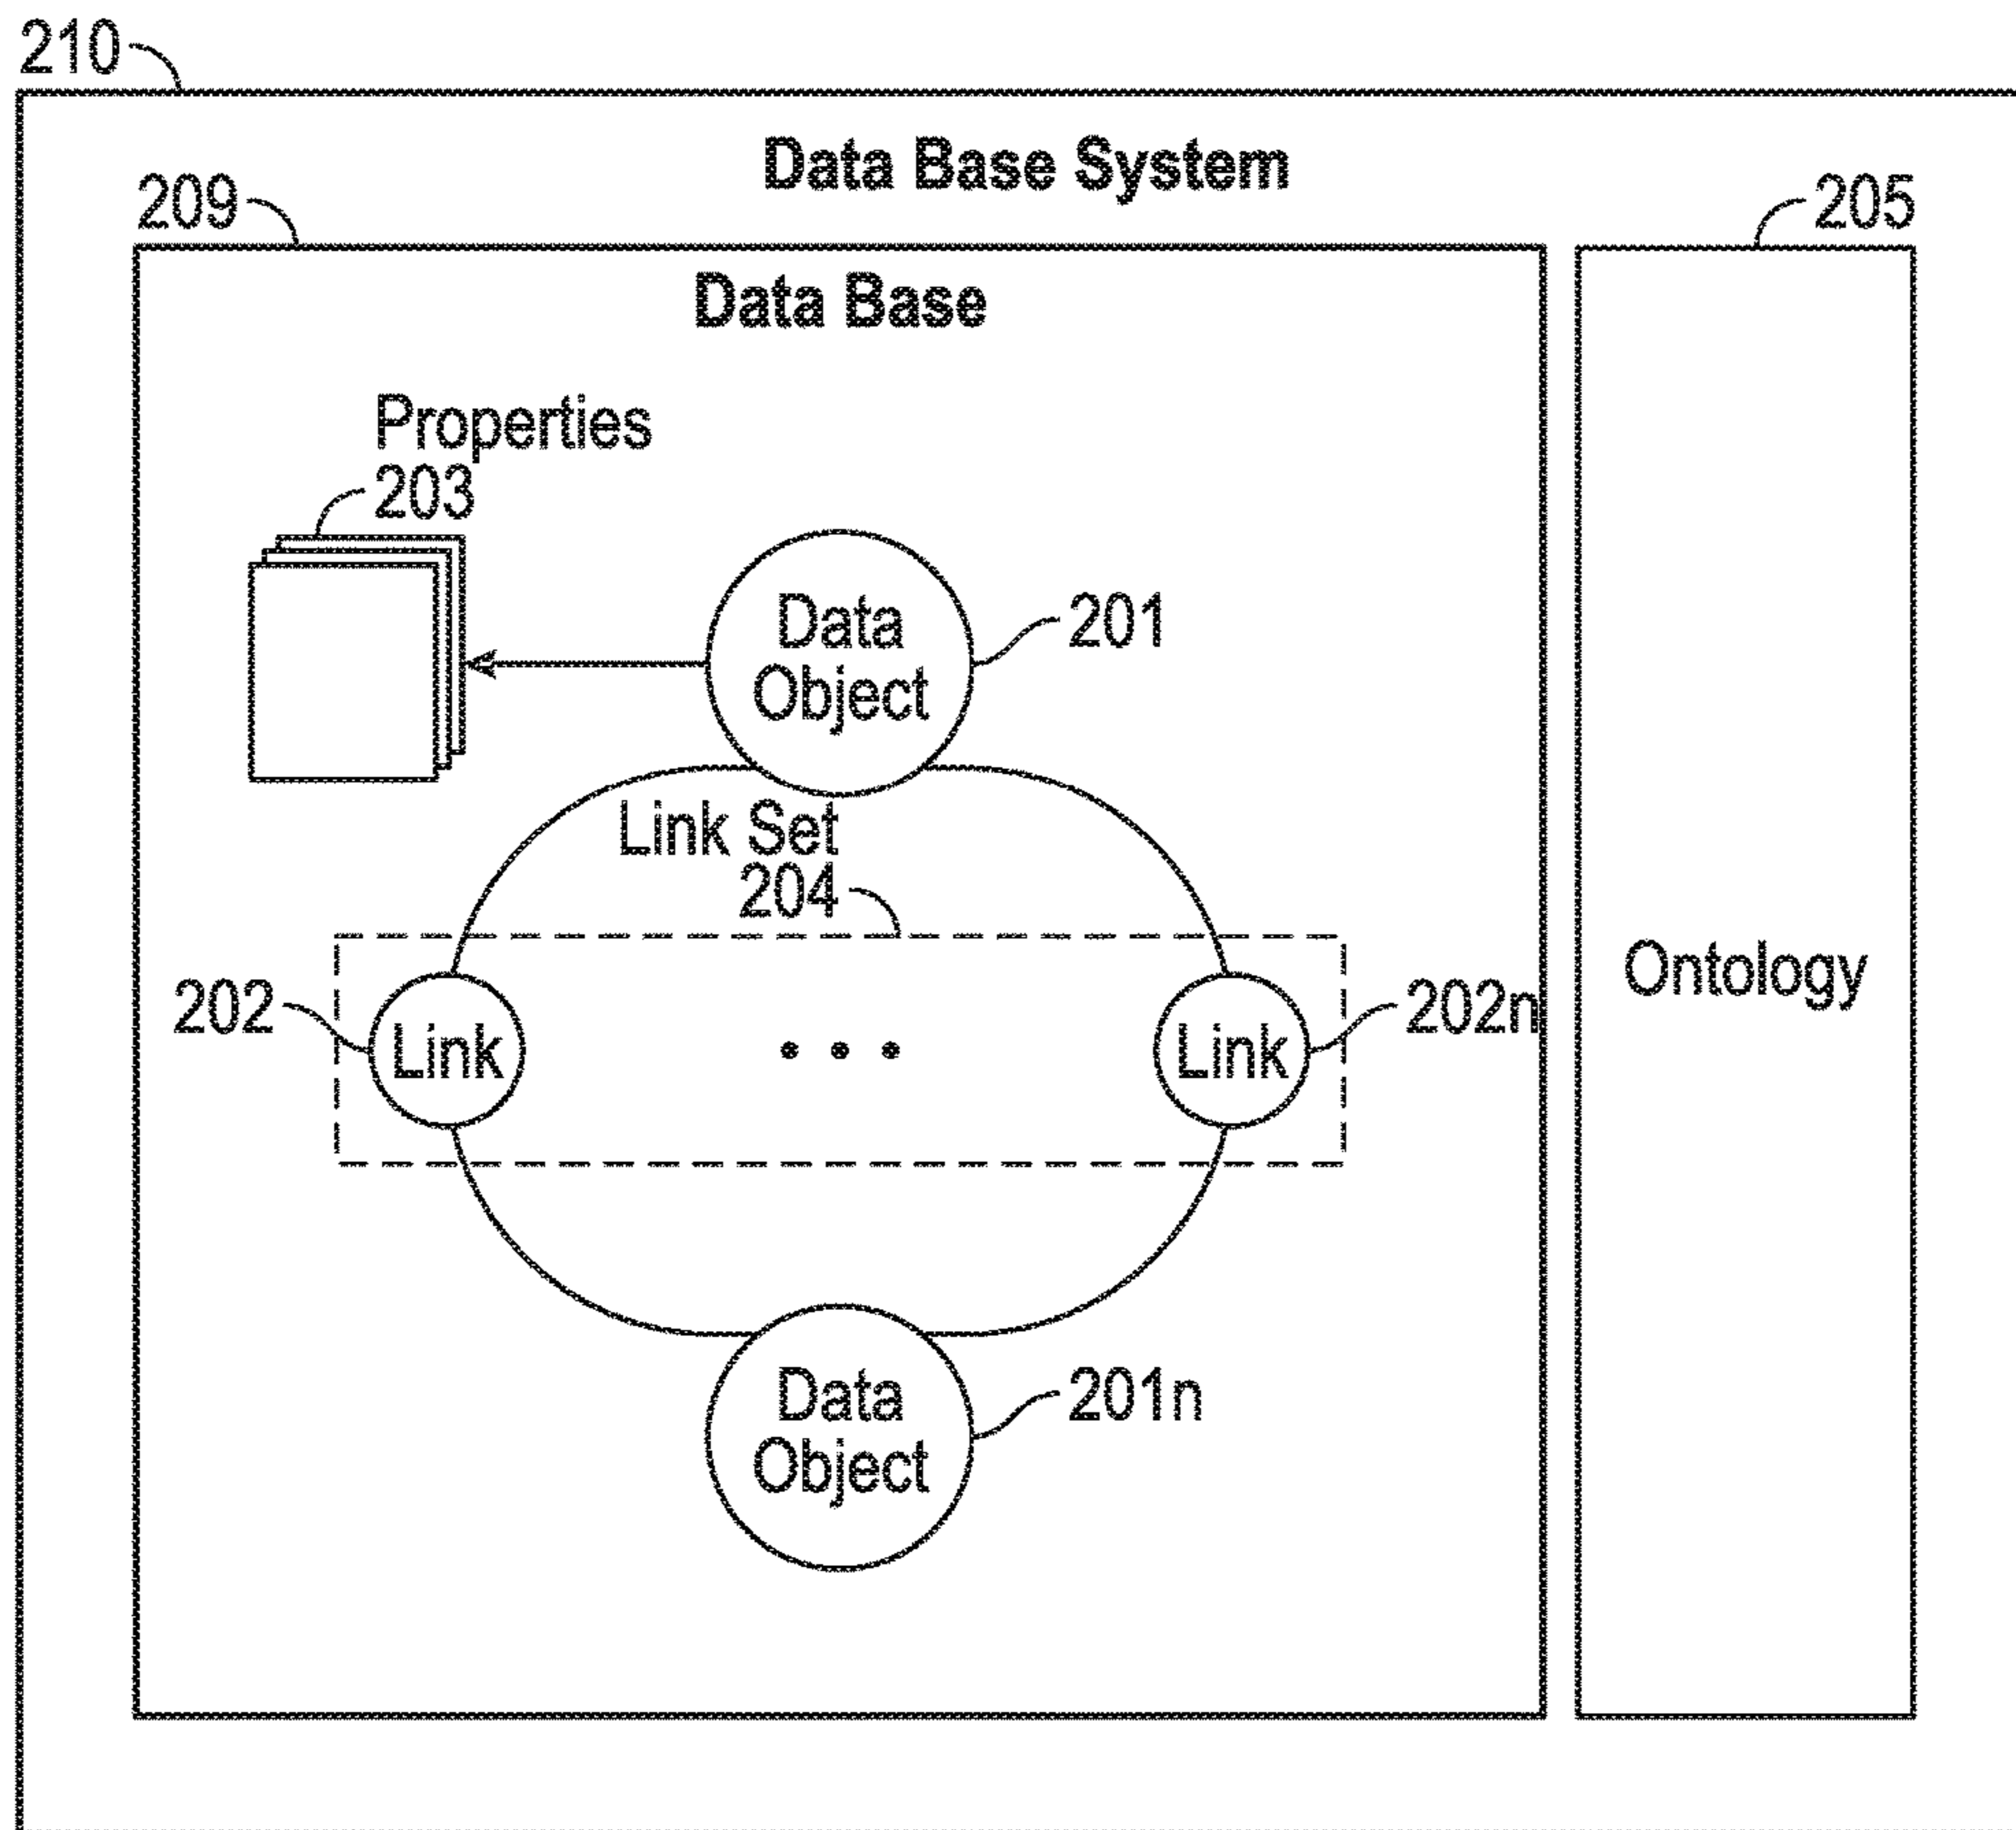 210
Data Base System
209
205
Data Base
Properties
203
Data
Object
201
Link Set
204
202
Link
Link
202n
Ontology
Data
Object
201n